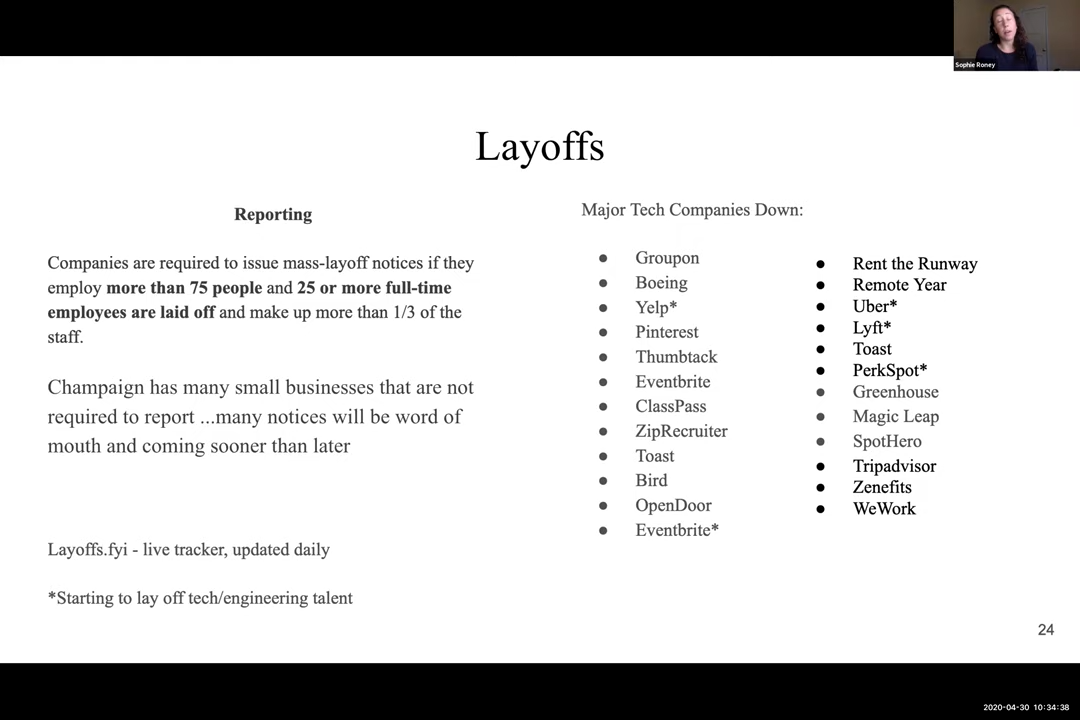 Sophie Roney
Layoffs
Reporting
Companies are required to issue mass-layoff notices if they
employ more than 75 people and 25 or more full-time
employees are laid off and make up more than 1/3 of the
staff.
Champaign has many small businesses that are not
required to report ...many notices will be word of
mouth and coming sooner than later
Layoffs.fyi - live tracker, updated daily
*Starting to lay off tech/engineering talent
Major Tech Companies Down:
● Groupon
● Boeing
● Yelp*
● Pinterest
● Thumbtack
● Eventbrite
● ClassPass
● ZipRecruiter
● Toast
● Bird
● OpenDoor
● Eventbrite*
● Rent the Runway
● Remote Year
● Uber*
● Lyft*
● Toast
● PerkSpot*
● Greenhouse
● Magic Leap
● SpotHero
● Tripadvisor
● Zenefits
● WeWork
24
2020-04-30 10:34:38